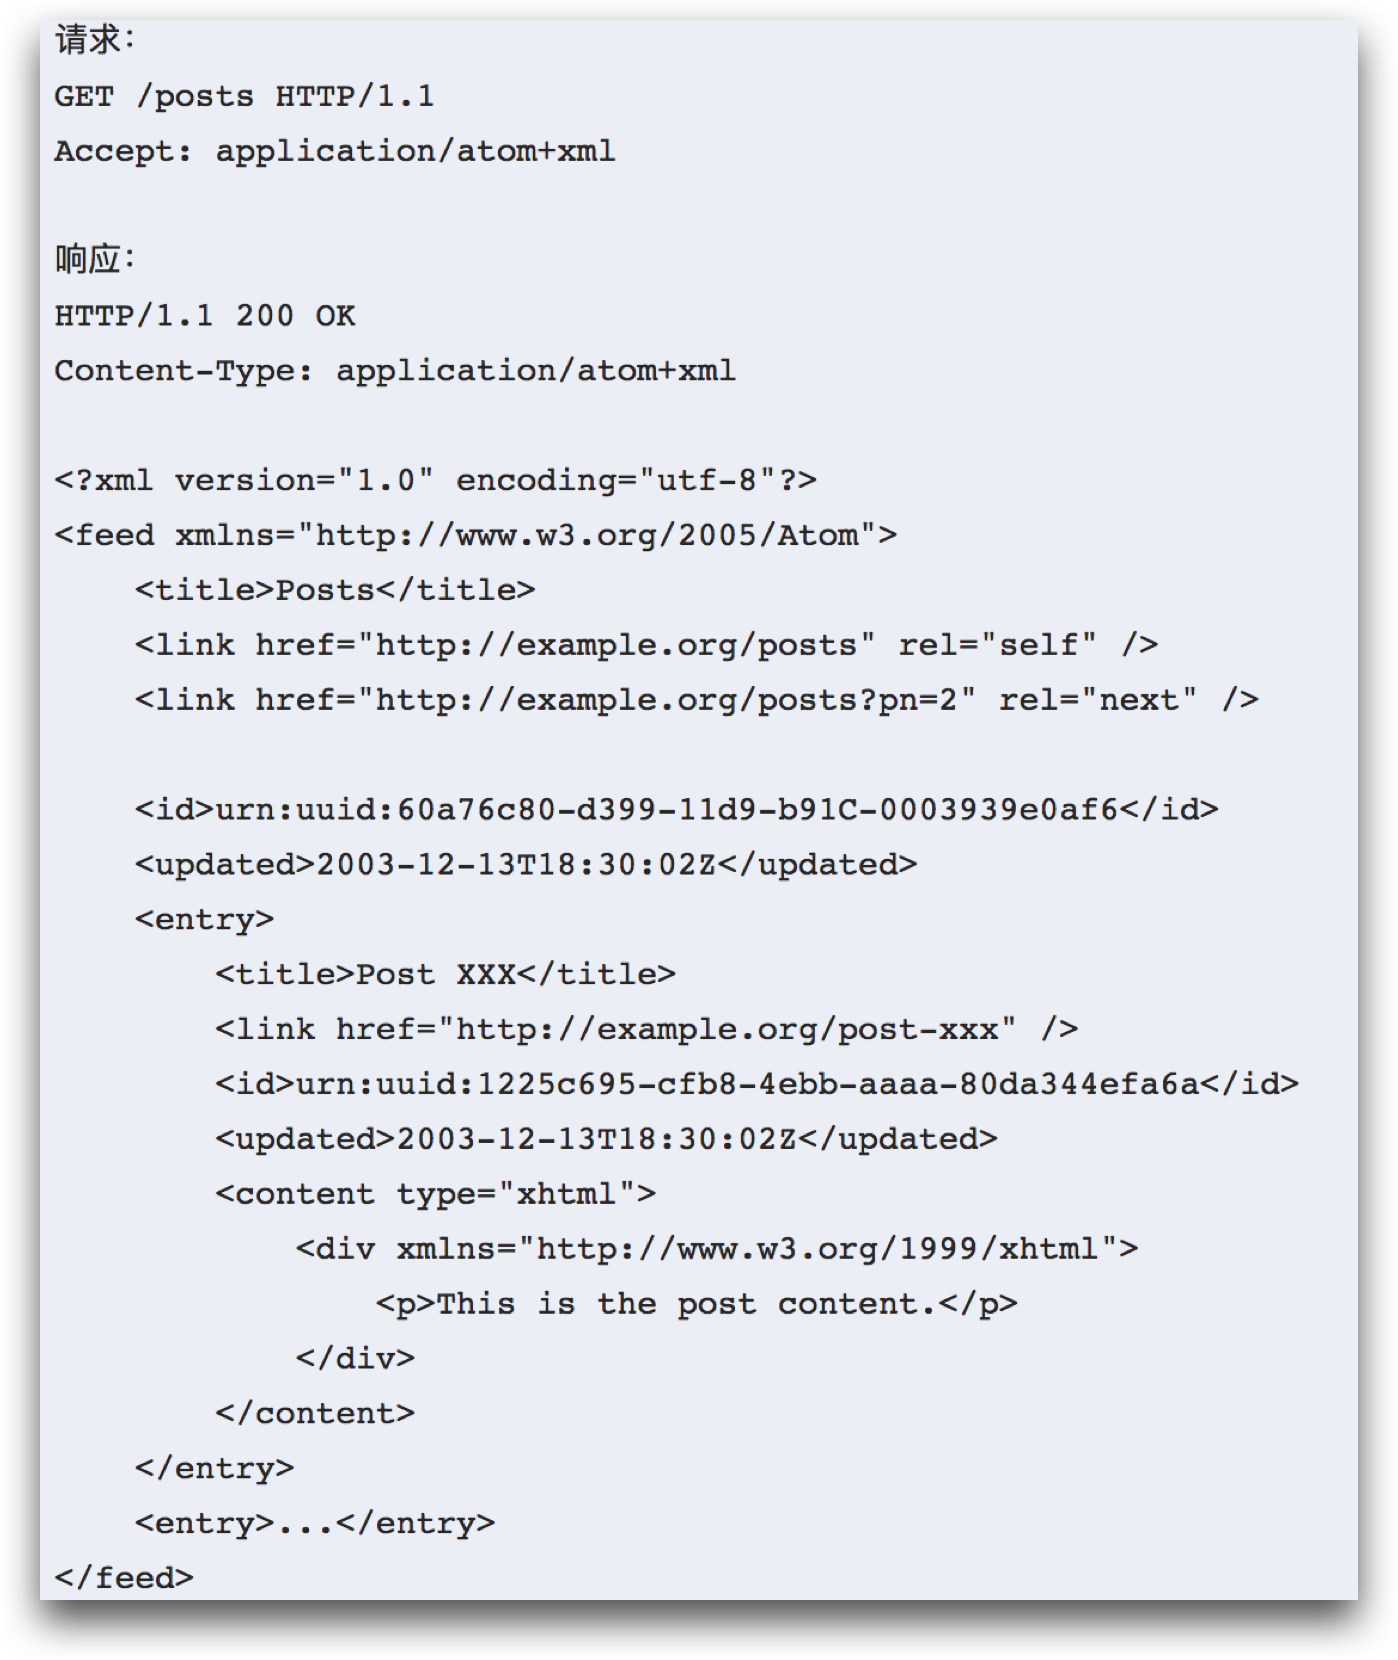 请求：
GET /posts HTTP/1.1
Accept: application/atom+xml
响应：
HTTP/1.1 200 OK
Content-Type: application/atom+xml
<?xml version="1.0" encoding="utf-8"?>
<feed xmlns="http://www.w3.org/2005/Atom">
    <title>Posts</title>
    <link href="http://example.org/posts" rel="self" />
    <link href="http://example.org/posts?pn=2" rel="next" />
    <id>urn:uuid:60a76c80-d399-11d9-b91C-0003939e0af6</id>
    <updated>2003-12-13T18:30:02Z</updated>
    <entry>
        <title>Post XXX</title>
        <link href="http://example.org/post-xxx" />
        <id>urn:uuid:1225c695-cfb8-4ebb-aaaa-80da344efa6a</id>
        <updated>2003-12-13T18:30:02Z</updated>
        <content type="xhtml">
            <div xmlns="http://www.w3.org/1999/xhtml">
                <p>This is the post content.</p>
            </div>
        </content>
    </entry>
    <entry>...</entry>
</feed>